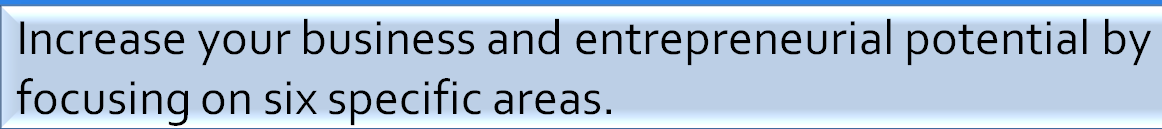 Increase your business and entrepreneurial potential by
focusing on six specific areas.